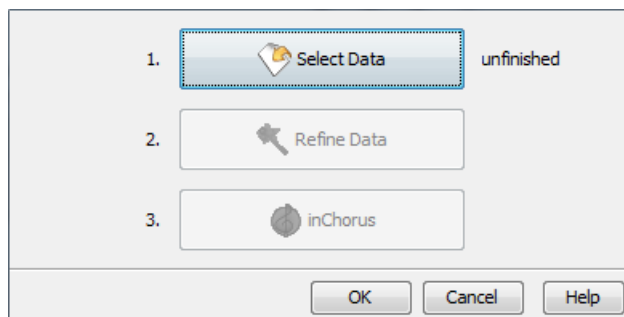 1. Select Data unfinished
2. Refine Data
3. inChorus
OK Cancel Help